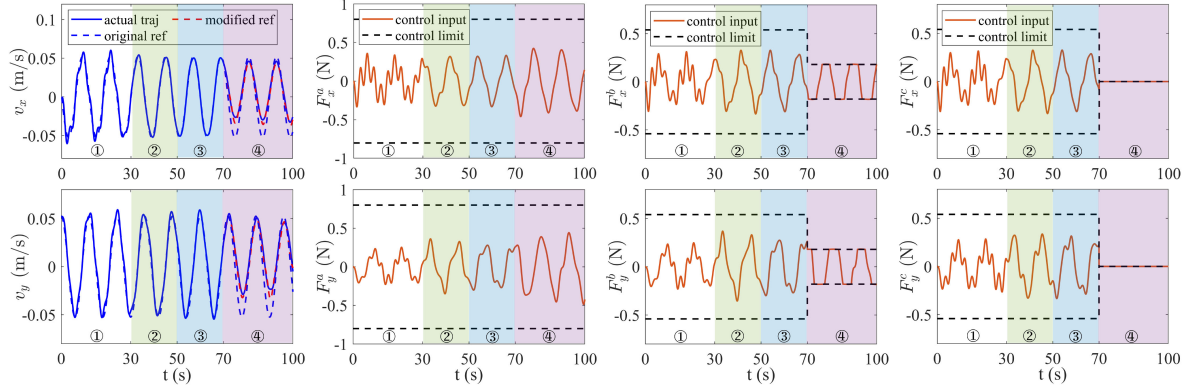 actual traj
modified ref
original ref
v_x (m/s)
0.1
0.05
0
-0.05
① ② ③ ④
0 30 50 70 100
t (s)
control input
control limit
F_x^a (N)
1
0.5
0
-0.5
-1
① ② ③ ④
0 30 50 70 100
t (s)
control input
control limit
F_x^b (N)
0.5
0
-0.5
① ② ③ ④
0 30 50 70 100
t (s)
control input
control limit
F_x^c (N)
0.5
0
-0.5
① ② ③ ④
0 30 50 70 100
t (s)
v_y (m/s)
0.05
0
-0.05
① ② ③ ④
0 30 50 70 100
t (s)
F_y^a (N)
1
0.5
0
-0.5
-1
① ② ③ ④
0 30 50 70 100
t (s)
F_y^b (N)
0.5
0
-0.5
① ② ③ ④
0 30 50 70 100
t (s)
F_y^c (N)
0.5
0
-0.5
① ② ③ ④
0 30 50 70 100
t (s)